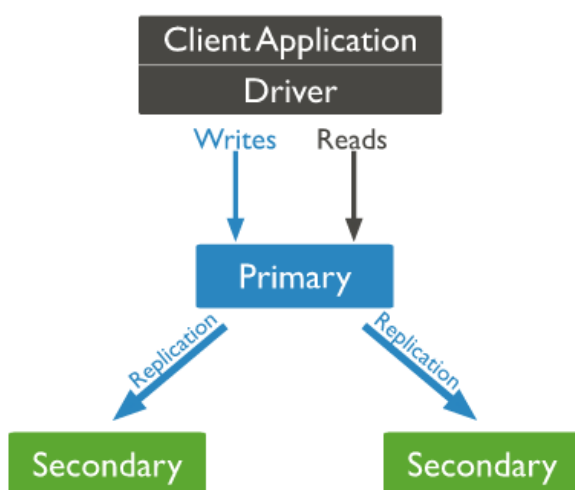 Client Application
Driver
Writes Reads
Primary
Replication Replication
Secondary Secondary